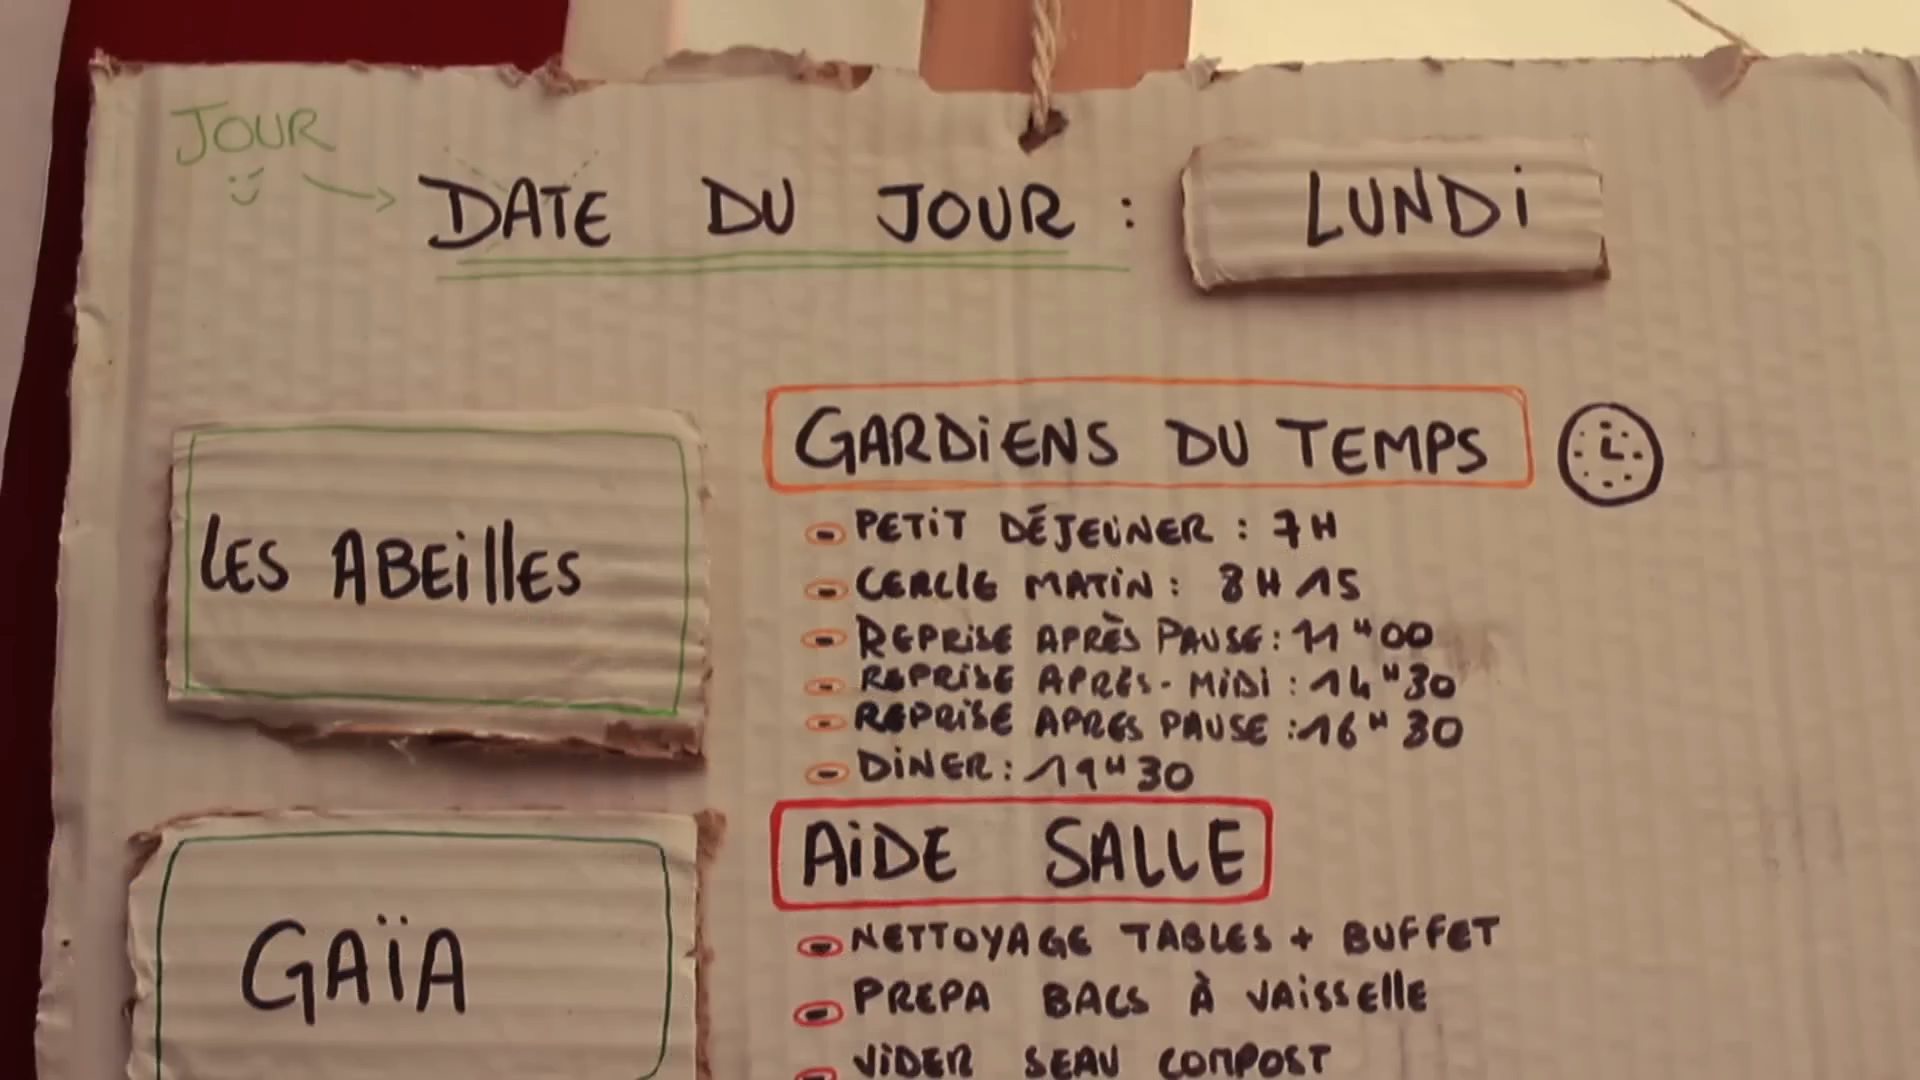 JOUR
DATE DU JOUR : LUNDi
LES ABEillES
GARDiENS DU TEMPS
PETiT DÉJEUNER : 7H
CERCLE MATiN : 8H15
REPRiSE APRÈS PAUSE : 11H00
REPRiSE APRÈS-MiDi : 14H30
REPRiSE APRES PAUSE : 16H30
DiNER : 19H30
GAÏA
AiDE SALLE
NETTOYAGE TABLES + BUFFET
PREPA BACS À VAiSSEllE
ViDER SEAU COMPOST